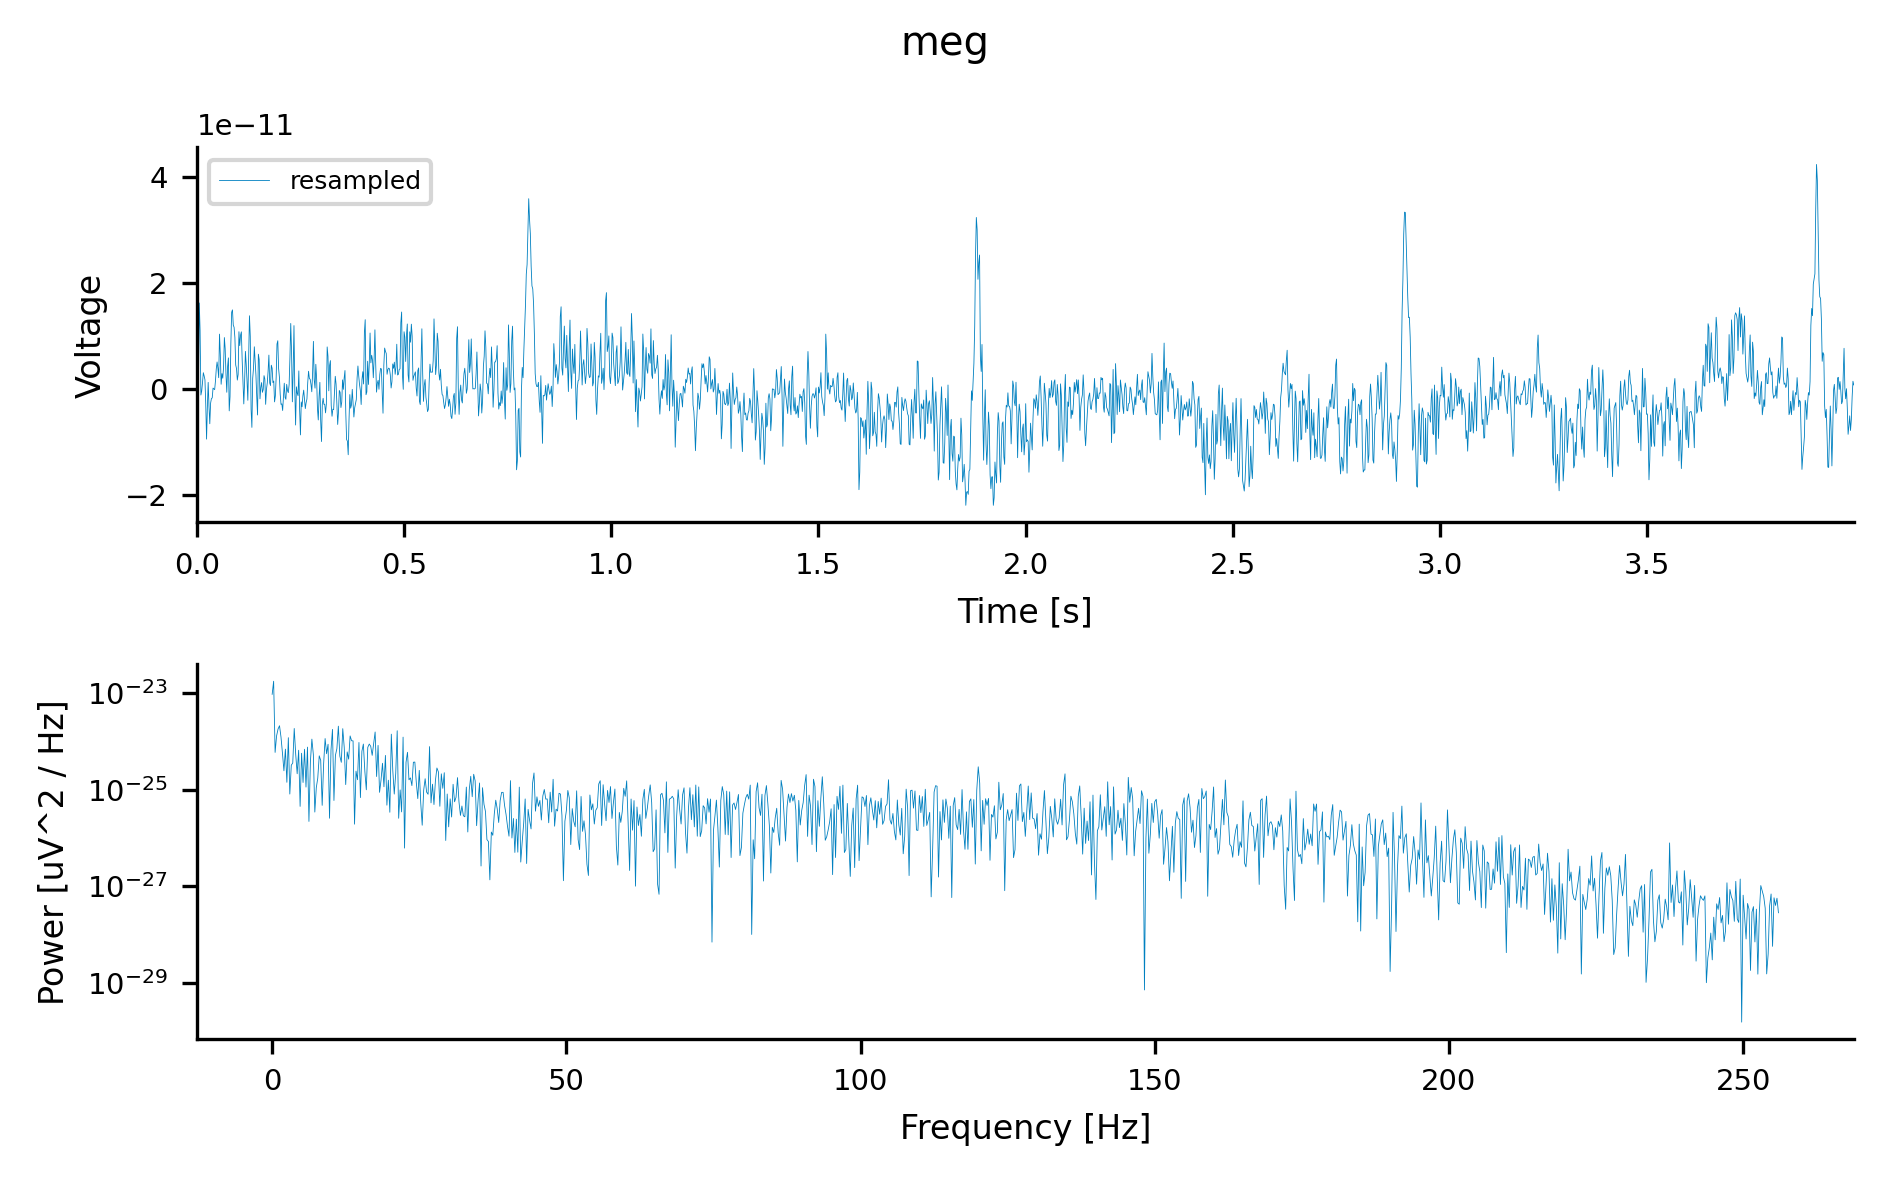 meg
1e−11
resampled
4
2
0
−2
Voltage
0.0 0.5 1.0 1.5 2.0 2.5 3.0 3.5
Time [s]
10−23
10−25
10−27
10−29
Power [uV^2 / Hz]
0 50 100 150 200 250
Frequency [Hz]